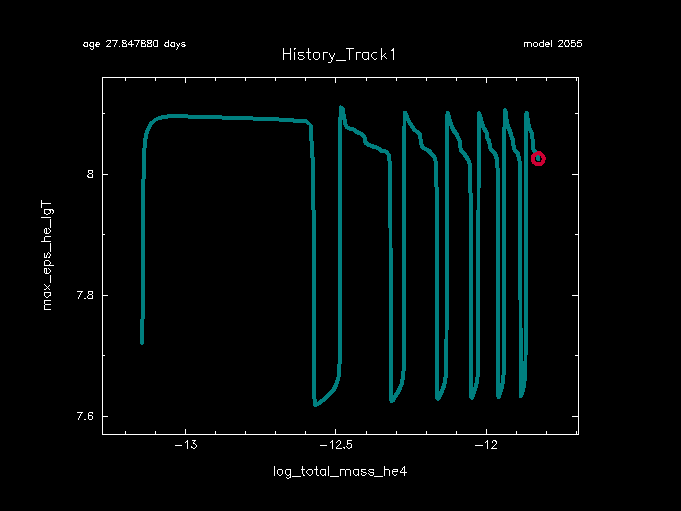 age 27.847880 days
model 2055
History_Track1
8
7.8
7.6
max_eps_he_lgT
-13
-12.5
-12
log_total_mass_he4